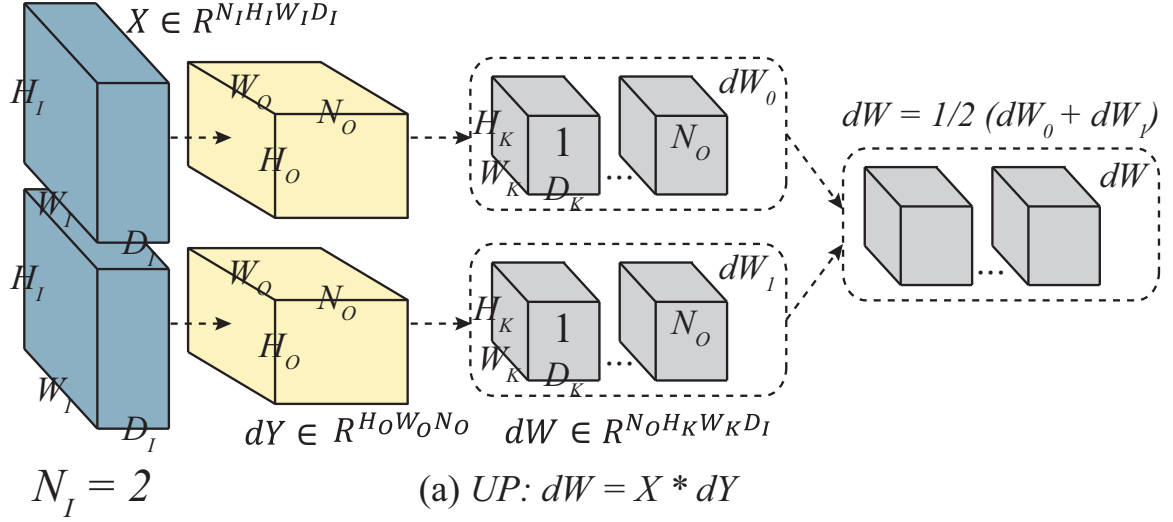 X ∈ R^{N_I H_I W_I D_I}
H_I
W_I
D_I
W_O
N_O
H_O
H_K
W_K
1
D_K
...
N_O
dW_0
dW = 1/2 (dW_0 + dW_1)
dW
...
H_I
W_I
D_I
W_O
N_O
H_O
H_K
W_K
1
D_K
...
N_O
dW_1
dY ∈ R^{H_O W_O N_O}
dW ∈ R^{N_O H_K W_K D_I}
N_I = 2
(a) UP: dW = X * dY